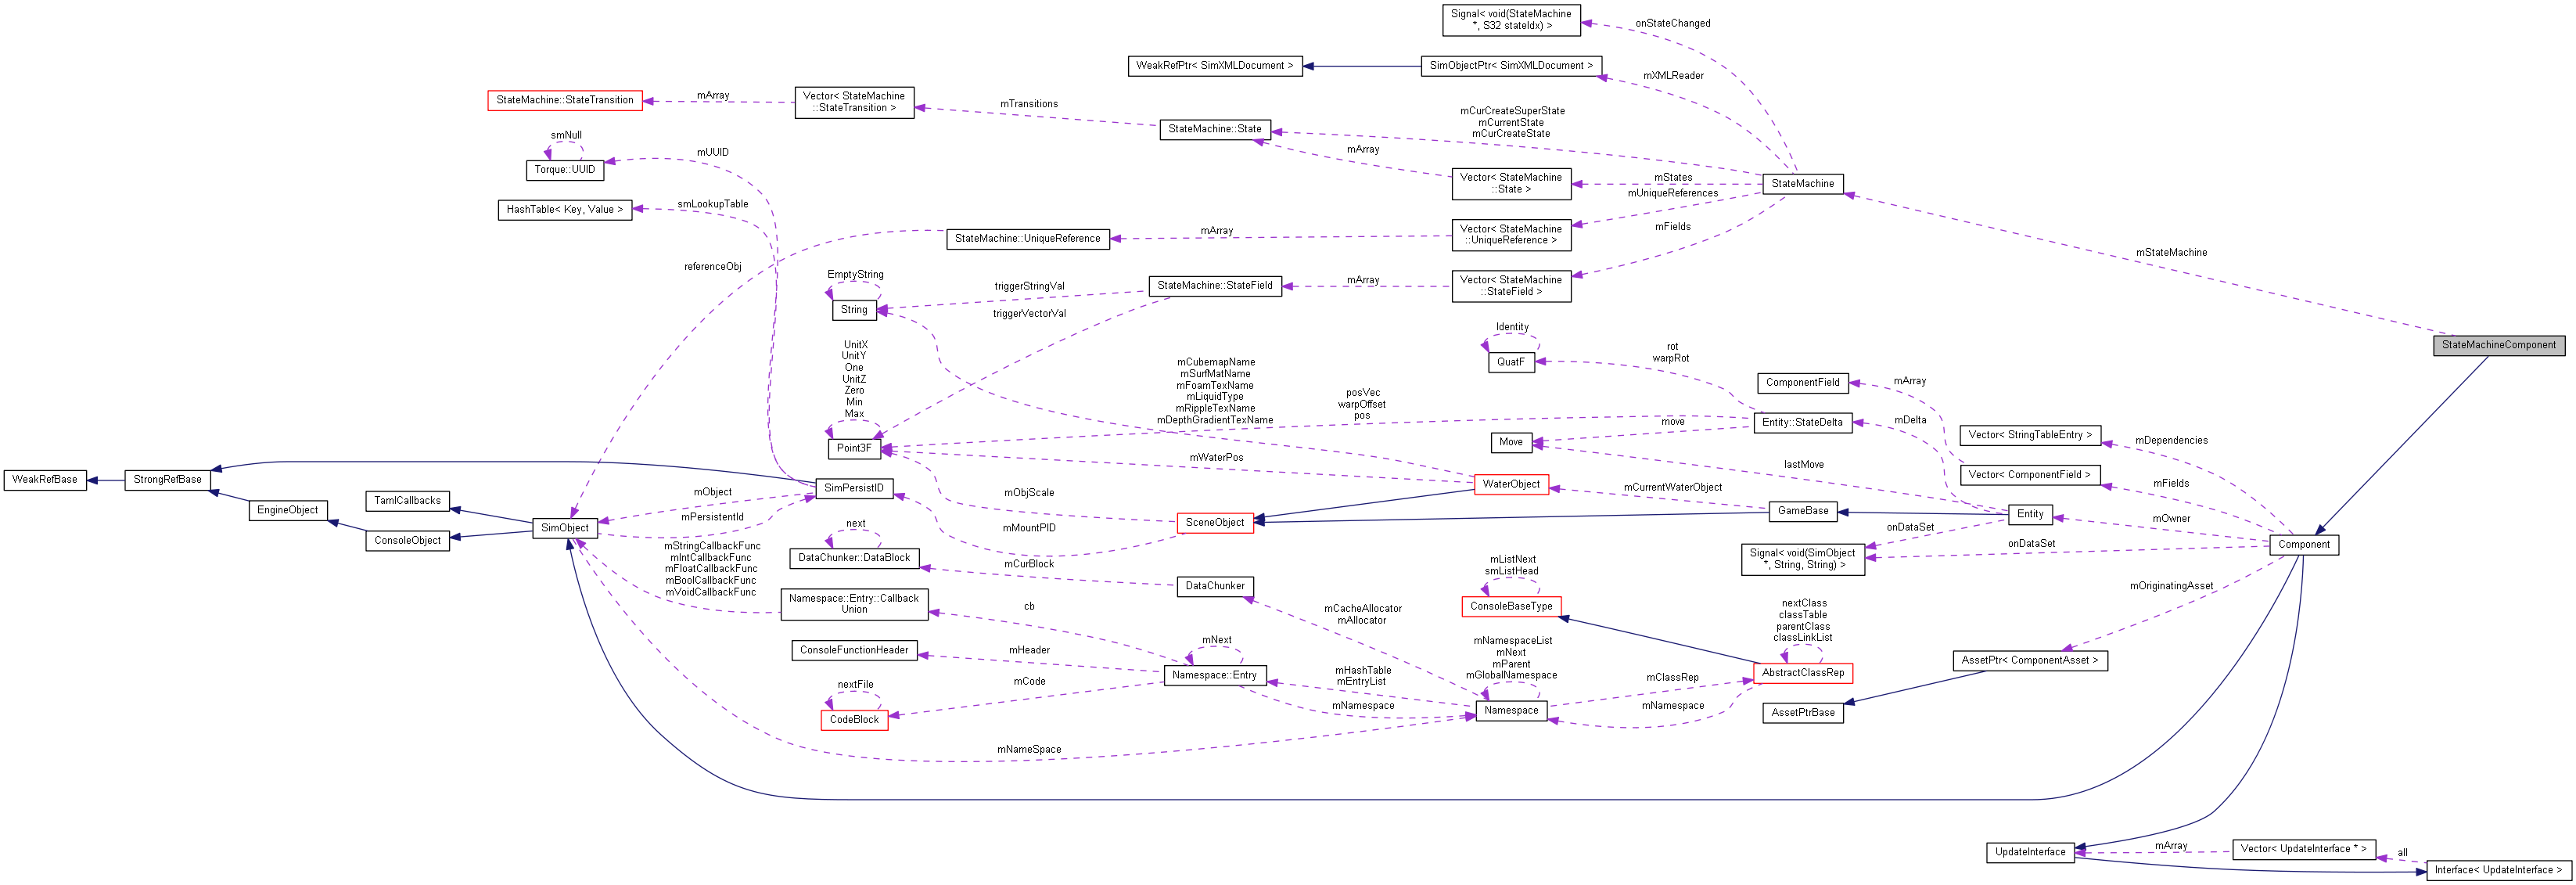 Signal< void(StateMachine
*, S32 stateIdx) >
onStateChanged
WeakRefPtr< SimXMLDocument >
SimObjectPtr< SimXMLDocument >
mXMLReader
StateMachine::StateTransition
mArray
Vector< StateMachine
::StateTransition >
mTransitions
StateMachine::State
mCurCreateSuperState
mCurrentState
mCurCreateState
smNull
Torque::UUID
mUUID
mArray
Vector< StateMachine
::State >
mStates
StateMachine
HashTable< Key, Value >
smLookupTable
mUniqueReferences
StateMachine::UniqueReference
mArray
Vector< StateMachine
::UniqueReference >
mFields
referenceObj
mStateMachine
EmptyString
String
triggerStringVal
triggerVectorVal
StateMachine::StateField
mArray
Vector< StateMachine
::StateField >
StateMachineComponent
UnitX
UnitY
One
UnitZ
Zero
Min
Max
Point3F
mCubemapName
mSurfMatName
mFoamTexName
mLiquidType
mRippleTexName
mDepthGradientTexName
posVec
warpOffset
pos
Identity
QuatF
rot
warpRot
ComponentField
mArray
Entity::StateDelta
mDelta
move
Move
lastMove
Vector< StringTableEntry >
mDependencies
Vector< ComponentField >
mFields
mWaterPos
WaterObject
mCurrentWaterObject
GameBase
Entity
mOwner
Component
onDataSet
onDataSet
Signal< void(SimObject
*, String, String) >
mOriginatingAsset
WeakRefBase
StrongRefBase
EngineObject
TamlCallbacks
ConsoleObject
SimObject
SimPersistID
mObject
mPersistentId
mObjScale
SceneObject
mMountPID
next
DataChunker::DataBlock
mCurBlock
DataChunker
mStringCallbackFunc
mIntCallbackFunc
mFloatCallbackFunc
mBoolCallbackFunc
mVoidCallbackFunc
Namespace::Entry::Callback
Union
cb
ConsoleFunctionHeader
mHeader
nextFile
CodeBlock
mCode
mNext
Namespace::Entry
mCacheAllocator
mAllocator
mHashTable
mEntryList
mNamespace
mListNext
smListHead
ConsoleBaseType
mNamespaceList
mNext
mParent
mGlobalNamespace
Namespace
mClassRep
mNamespace
nextClass
classTable
parentClass
classLinkList
AbstractClassRep
AssetPtr< ComponentAsset >
AssetPtrBase
mNameSpace
UpdateInterface
mArray
Vector< UpdateInterface * >
all
Interface< UpdateInterface >